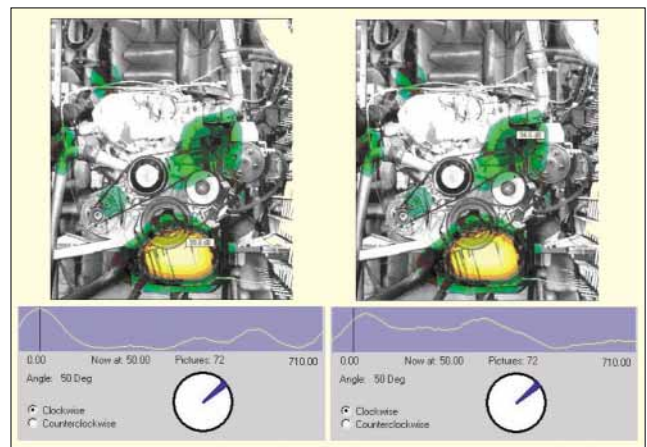 0.00 Now at: 50.00 Pictures: 72 710.00
Angle: 50 Deg
Clockwise
Counterclockwise
0.00 Now at: 50.00 Pictures: 72 710.00
Angle: 50 Deg
Clockwise
Counterclockwise